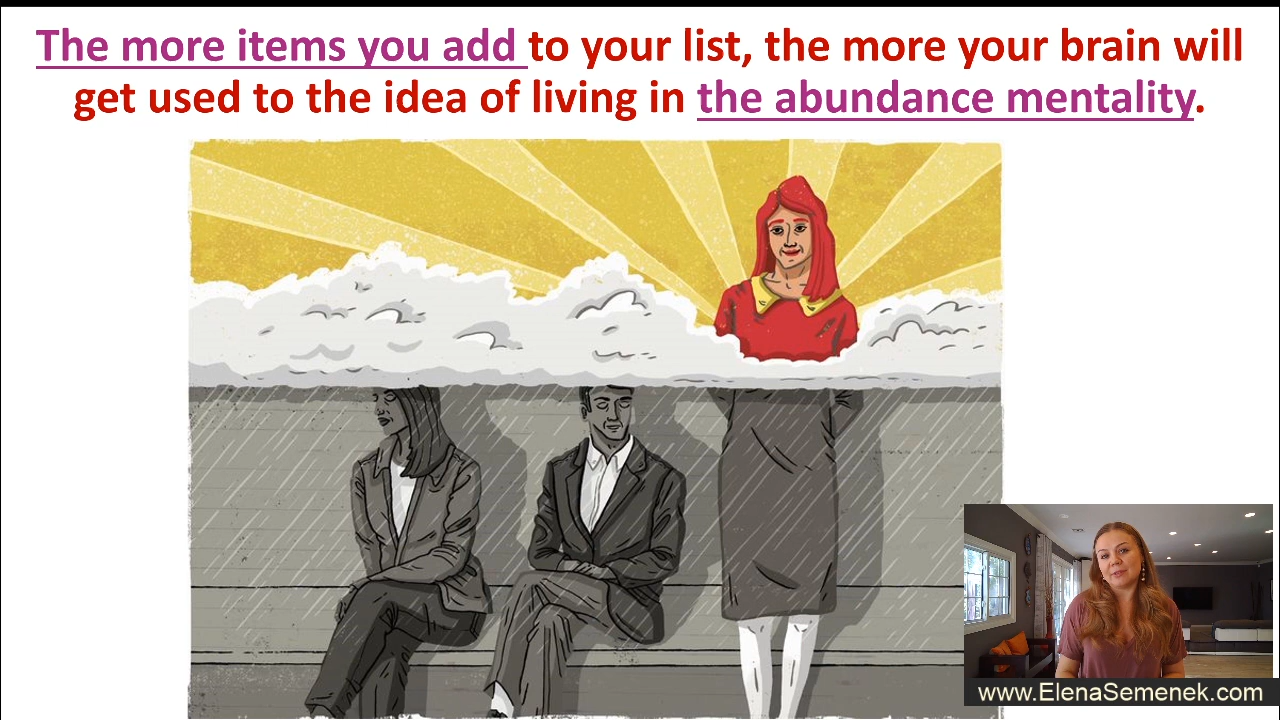 The more items you add to your list, the more your brain will
get used to the idea of living in the abundance mentality.
www.ElenaSemenek.com